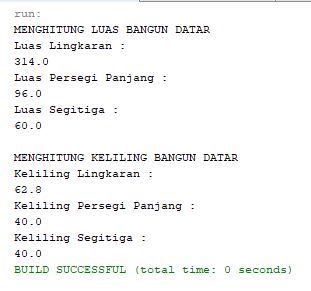 run:
MENGHITUNG LUAS BANGUN DATAR
Luas Lingkaran :
314.0
Luas Persegi Panjang :
96.0
Luas Segitiga :
60.0
MENGHITUNG KELILING BANGUN DATAR
Keliling Lingkaran :
62.8
Keliling Persegi Panjang :
40.0
Keliling Segitiga :
40.0
BUILD SUCCESSFUL (total time: 0 seconds)